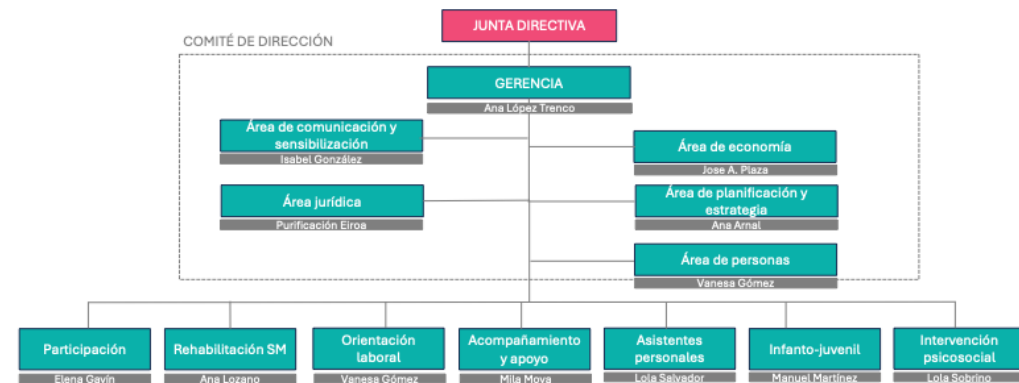 JUNTA DIRECTIVA
COMITÉ DE DIRECCIÓN
GERENCIA
Ana López Trenco
Área de comunicación y
sensibilización
Isabel González
Área de economía
Jose A. Plaza
Área jurídica
Purificación Eiroa
Área de planificación y
estrategia
Ana Arnal
Área de personas
Vanesa Gómez
Participación
Elena Gavín
Rehabilitación SM
Ana Lozano
Orientación
laboral
Vanesa Gómez
Acompañamiento
y apoyo
Mila Moya
Asistentes
personales
Lola Salvador
Infanto-juvenil
Manuel Martínez
Intervención
psicosocial
Lola Sobrino